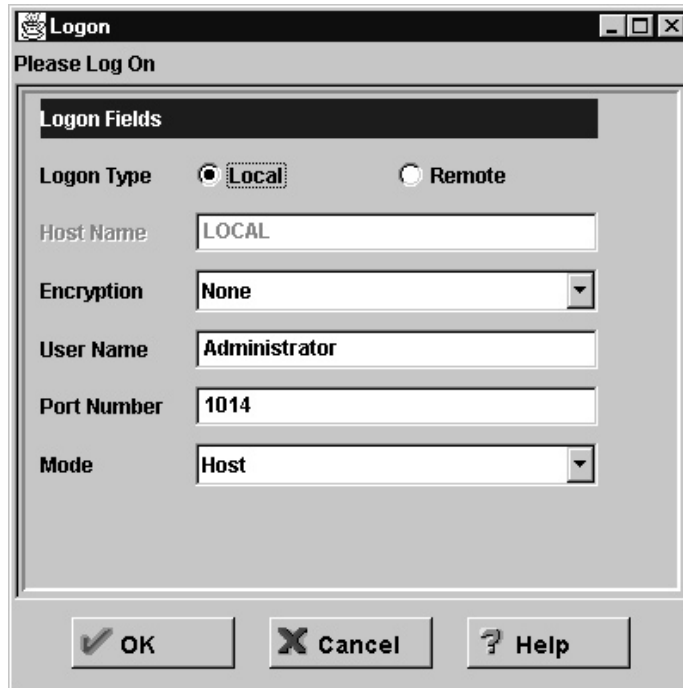 Logon
Please Log On
Logon Fields
Logon Type Local Remote
Host Name LOCAL
Encryption None
User Name Administrator
Port Number 1014
Mode Host
OK Cancel Help